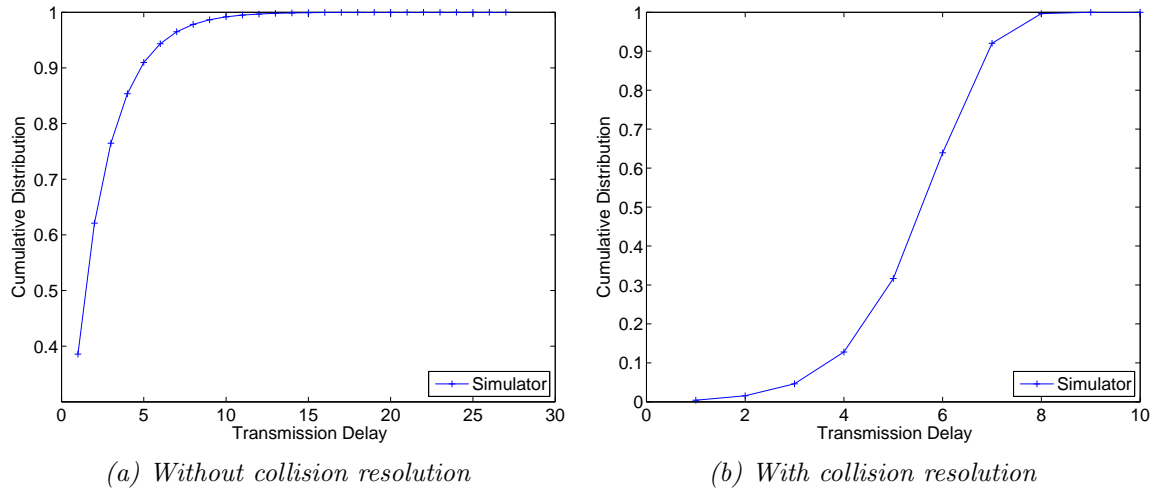 1
0.9
0.8
0.7
0.6
0.5
0.4
Cumulative Distribution
Simulator
0 5 10 15 20 25 30
Transmission Delay
(a) Without collision resolution
1
0.9
0.8
0.7
0.6
0.5
0.4
0.3
0.2
0.1
0
Cumulative Distribution
Simulator
0 2 4 6 8 10
Transmission Delay
(b) With collision resolution